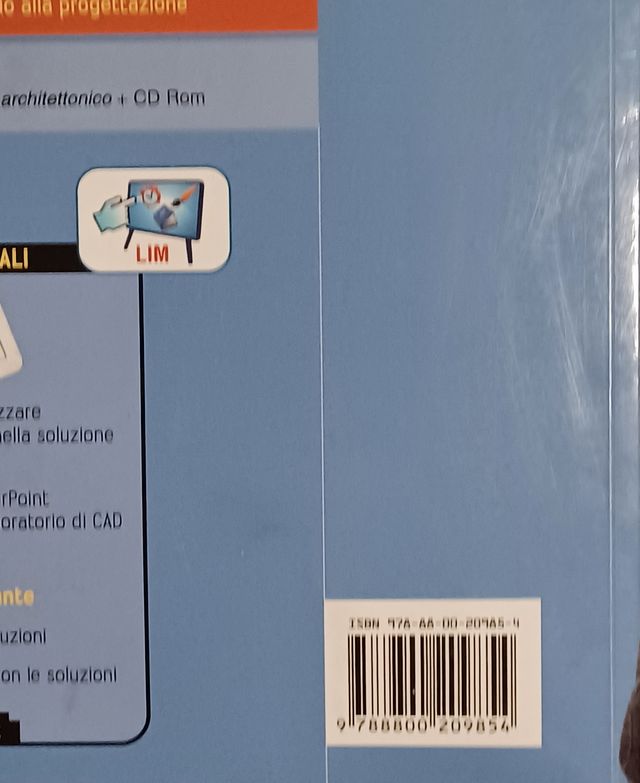 o alla progettazione
architettonico + CD Rom
LIM
ALI
zzare
nella soluzione
rPoint
oratorio di CAD
nte
uzioni
on le soluzioni
ISBN 978-88-00-20985-4
9 788800 209854